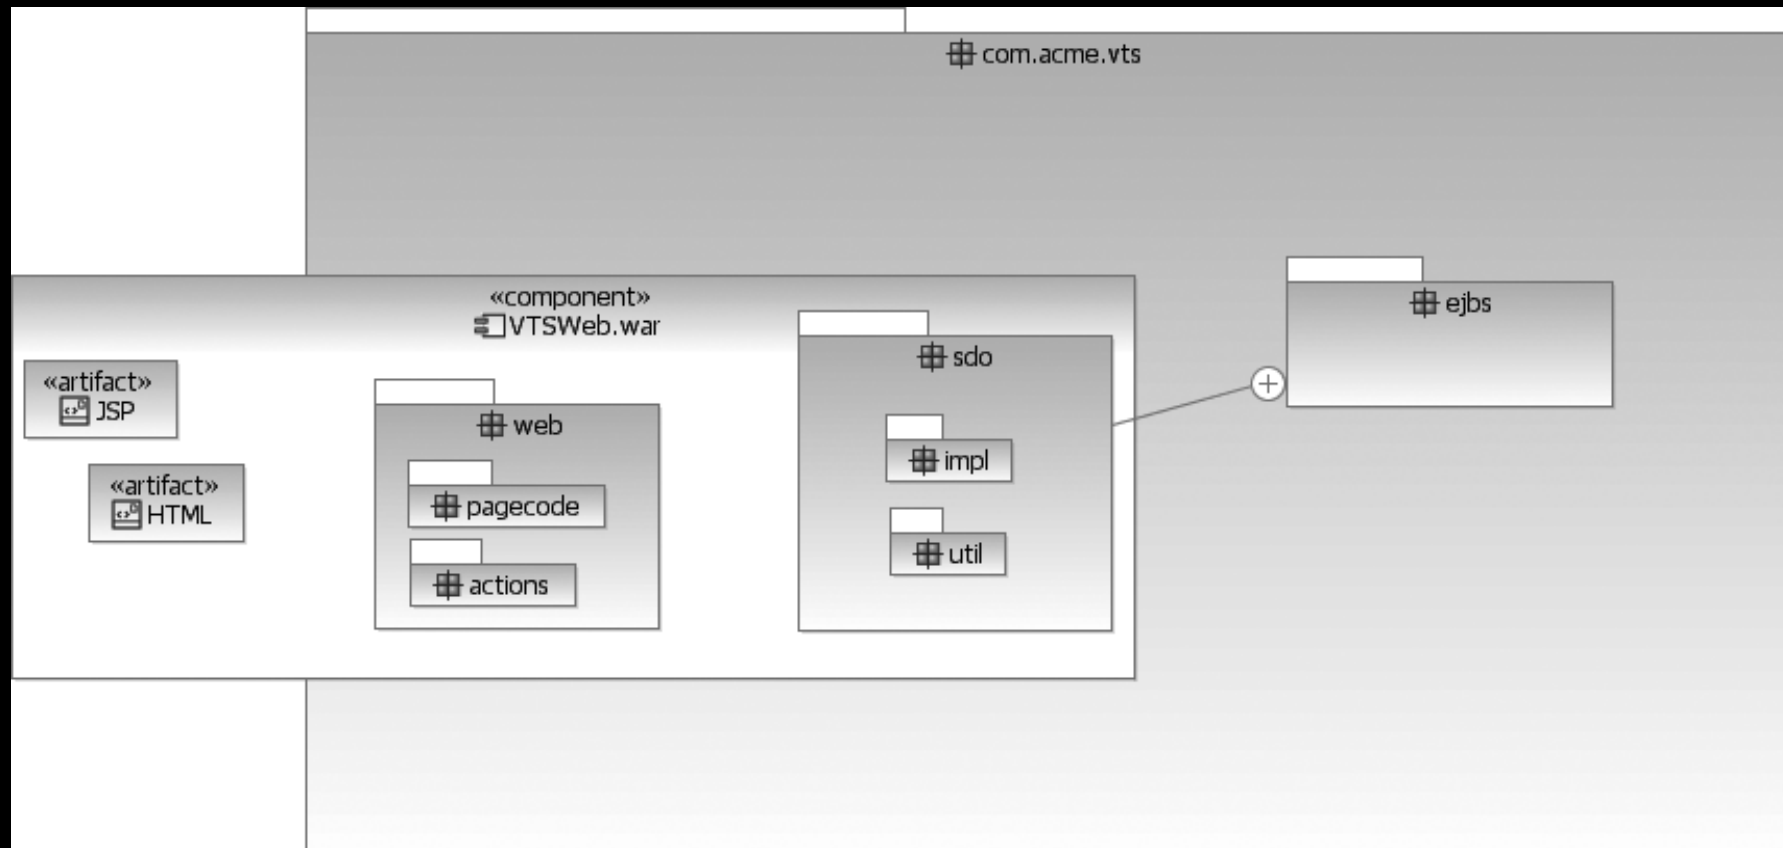 com.acme.vts
«component»
VTSWeb.war
ejbs
sdo
«artifact»
JSP
web
impl
«artifact»
HTML
pagecode
util
actions